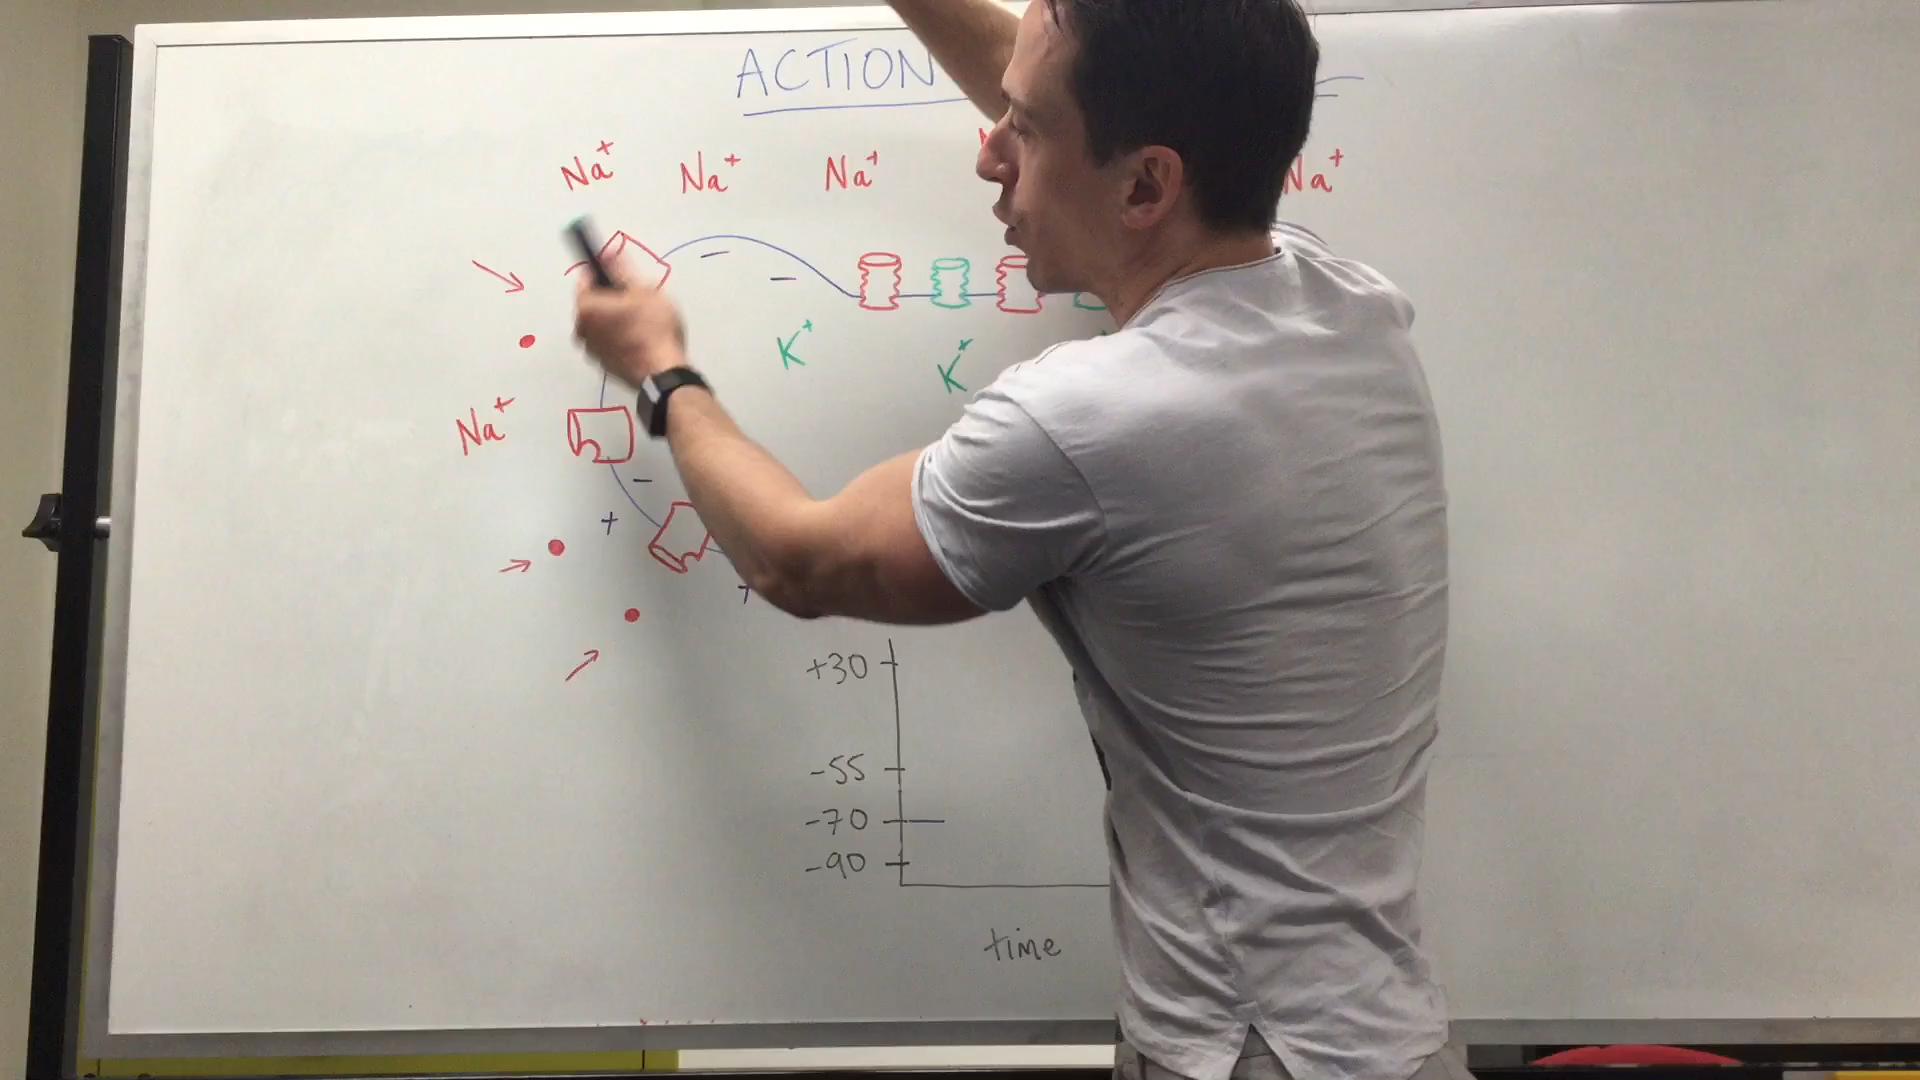 ACTION
Na+ Na+ Na+ Na+
K+ K+
Na+
+
+30
-55
-70
-90
time